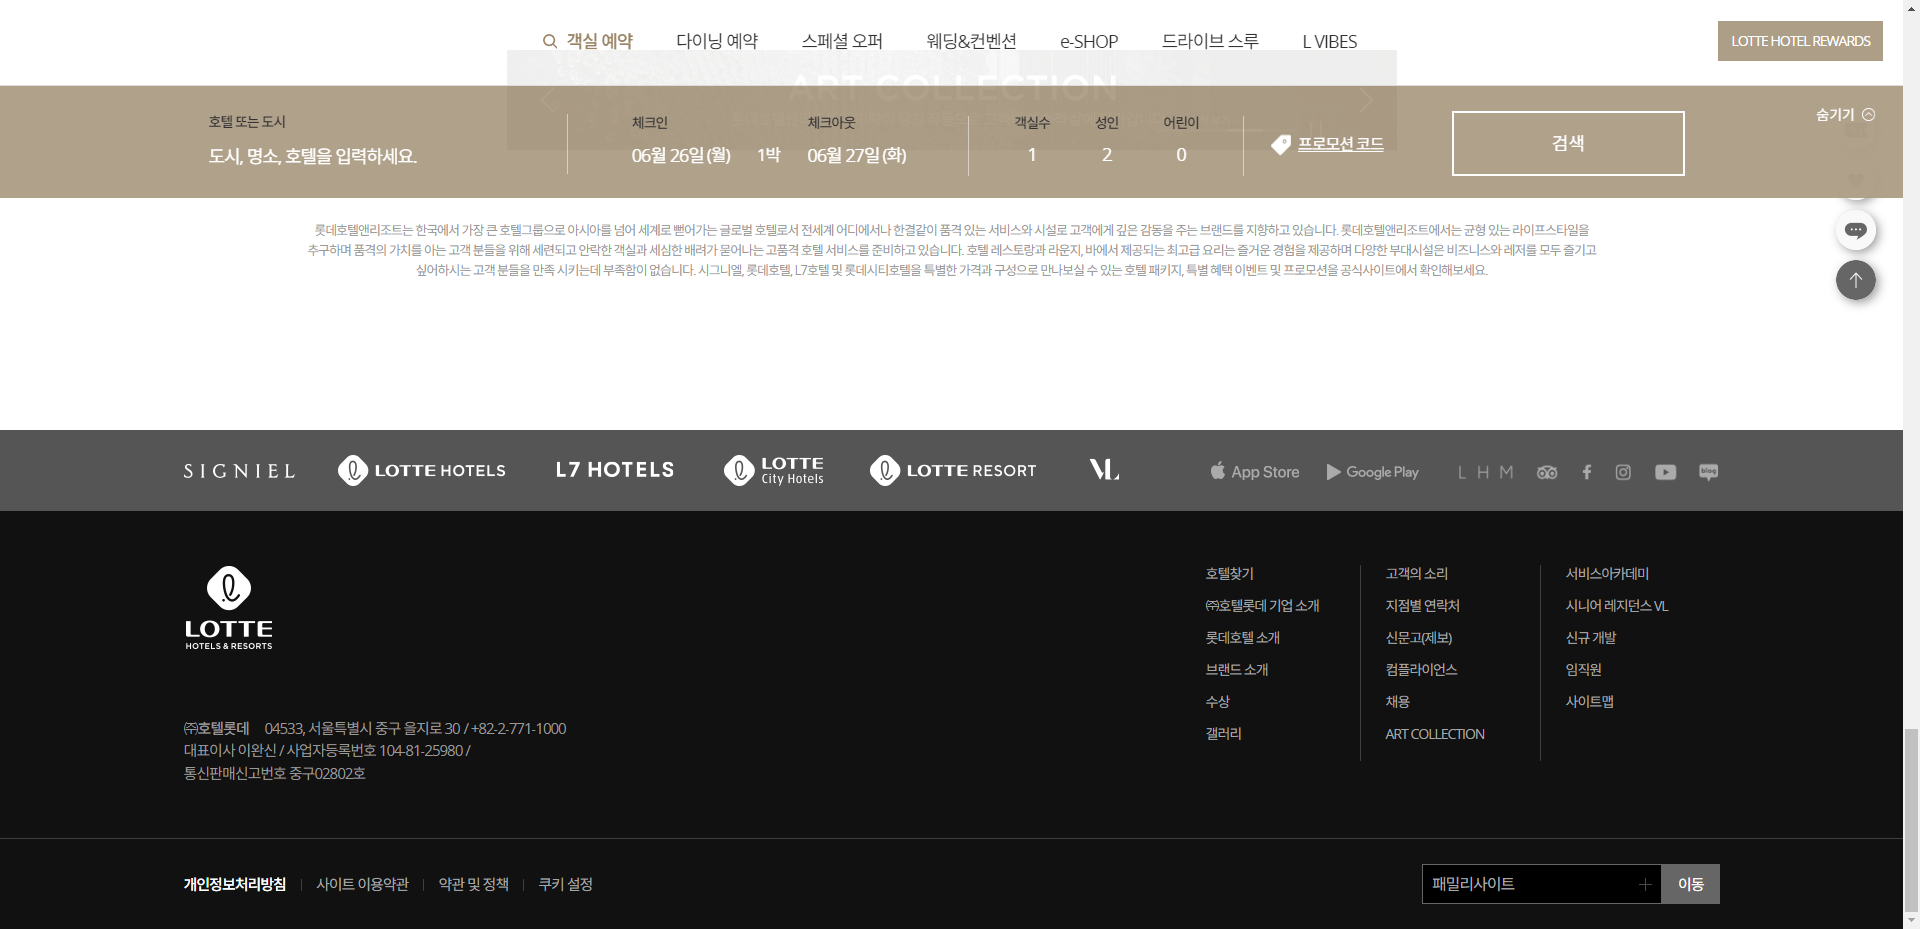 객실 예약
다이닝 예약
스페셜 오퍼
웨딩&컨벤션
e-SHOP
드라이브 스루
L VIBES
LOTTE HOTEL REWARDS
ART COLLECTION
호텔 또는 도시
도시, 명소, 호텔을 입력하세요.
체크인
06월 26일 (월)
1박
체크아웃
06월 27일 (화)
객실수
1
성인
2
어린이
0
프로모션 코드
검색
숨기기
롯데호텔앤리조트는 한국에서 가장 큰 호텔그룹으로 아시아를 넘어 세계로 뻗어가는 글로벌 호텔로서 전세계 어디에서나 한결같이 품격 있는 서비스와 시설로 고객에게 깊은 감동을 주는 브랜드를 지향하고 있습니다. 롯데호텔앤리조트에서는 균형 있는 라이프스타일을
추구하며 품격의 가치를 아는 고객 분들을 위해 세련되고 안락한 객실과 세심한 배려가 묻어나는 고품격 호텔 서비스를 준비하고 있습니다. 호텔 레스토랑과 라운지, 바에서 제공되는 최고급 요리는 즐거운 경험을 제공하며 다양한 부대시설은 비즈니스와 레저를 모두 즐기고
싶어하시는 고객 분들을 만족 시키는데 부족함이 없습니다. 시그니엘, 롯데호텔, L7호텔 및 롯데시티호텔을 특별한 가격과 구성으로 만나보실 수 있는 호텔 패키지, 특별 혜택 이벤트 및 프로모션을 공식사이트에서 확인해보세요.
SIGNIEL
LOTTE HOTELS
L7 HOTELS
LOTTE
City Hotels
LOTTE RESORT
VL
App Store
Google Play
LHM
blog
LOTTE
HOTELS & RESORTS
호텔찾기
㈜호텔롯데 기업 소개
롯데호텔 소개
브랜드 소개
수상
갤러리
고객의 소리
지점별 연락처
신문고(제보)
컴플라이언스
채용
ART COLLECTION
서비스아카데미
시니어 레지던스 VL
신규 개발
임직원
사이트맵
㈜호텔롯데 04533, 서울특별시 중구 을지로 30 / +82-2-771-1000
대표이사 이완신 / 사업자등록번호 104-81-25980 /
통신판매신고번호 중구02802호
개인정보처리방침
사이트 이용약관
약관 및 정책
쿠키 설정
패밀리사이트
이동